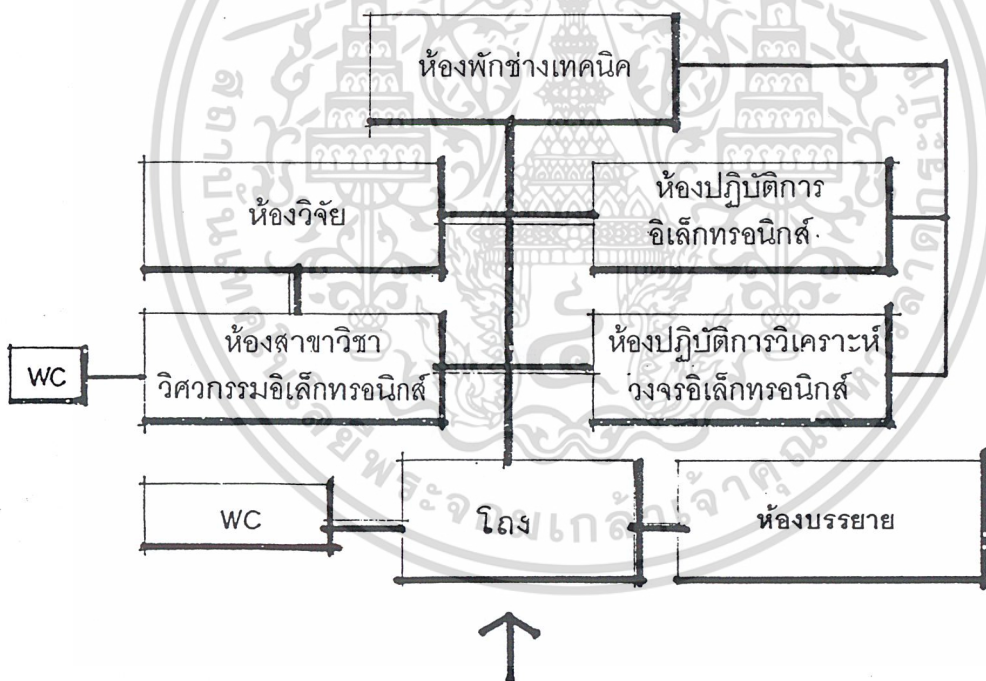 ห้องพักช่างเทคนิค
ห้องวิจัย
ห้องปฏิบัติการ
อิเล็กทรอนิกส์
ห้องสาขาวิชา
วิศวกรรมอิเล็กทรอนิกส์
ห้องปฏิบัติการวิเคราะห์
วงจรอิเล็กทรอนิกส์
WC
WC
โถง
ห้องบรรยาย